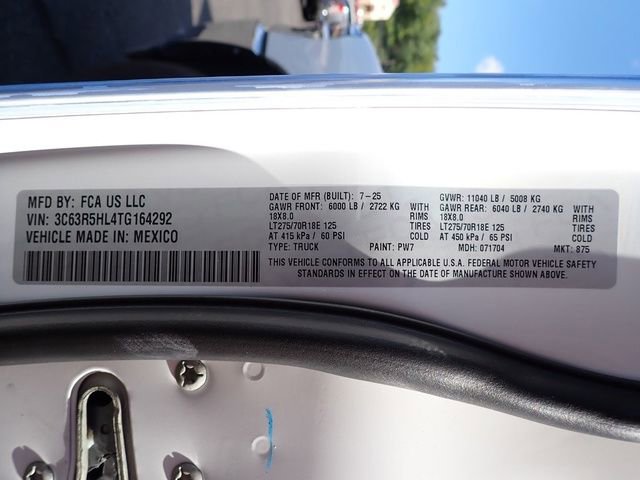 MFD BY: FCA US LLC
VIN: 3C63R5HL4TG164292
VEHICLE MADE IN: MEXICO
DATE OF MFR (BUILT): 7-25
GAWR FRONT: 6000 LB / 2722 KG WITH
18X8.0 RIMS
LT275/70R18E 125 TIRES
AT 415 kPa / 60 PSI COLD
TYPE: TRUCK PAINT: PW7
GVWR: 11040 LB / 5008 KG
GAWR REAR: 6040 LB / 2740 KG WITH
18X8.0 RIMS
LT275/70R18E 125 TIRES
AT 450 kPa / 65 PSI COLD
MDH: 071704 MKT: 875
THIS VEHICLE CONFORMS TO ALL APPLICABLE U.S.A. FEDERAL MOTOR VEHICLE SAFETY
STANDARDS IN EFFECT ON THE DATE OF MANUFACTURE SHOWN ABOVE.